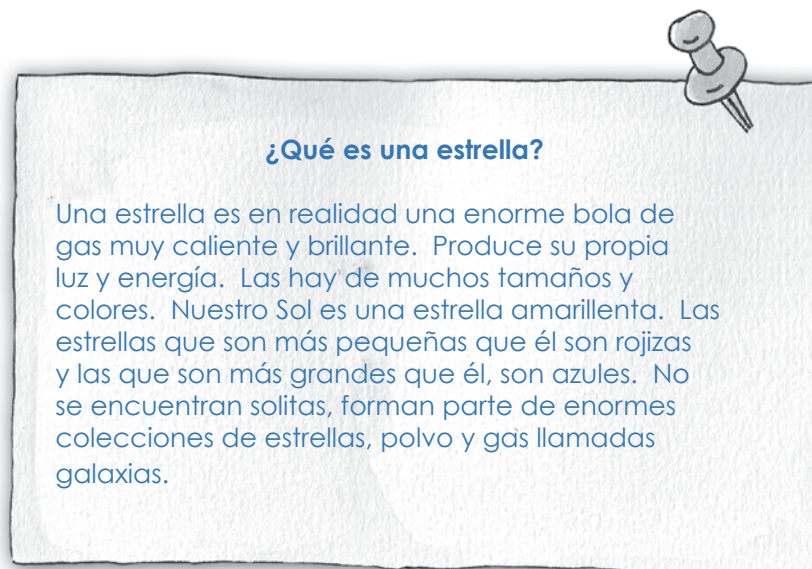 ¿Qué es una estrella?
Una estrella es en realidad una enorme bola de
gas muy caliente y brillante.  Produce su propia
luz y energía.  Las hay de muchos tamaños y
colores.  Nuestro Sol es una estrella amarillenta.  Las
estrellas que son más pequeñas que él son rojizas
y las que son más grandes que él, son azules.  No
se encuentran solitas, forman parte de enormes
colecciones de estrellas, polvo y gas llamadas
galaxias.